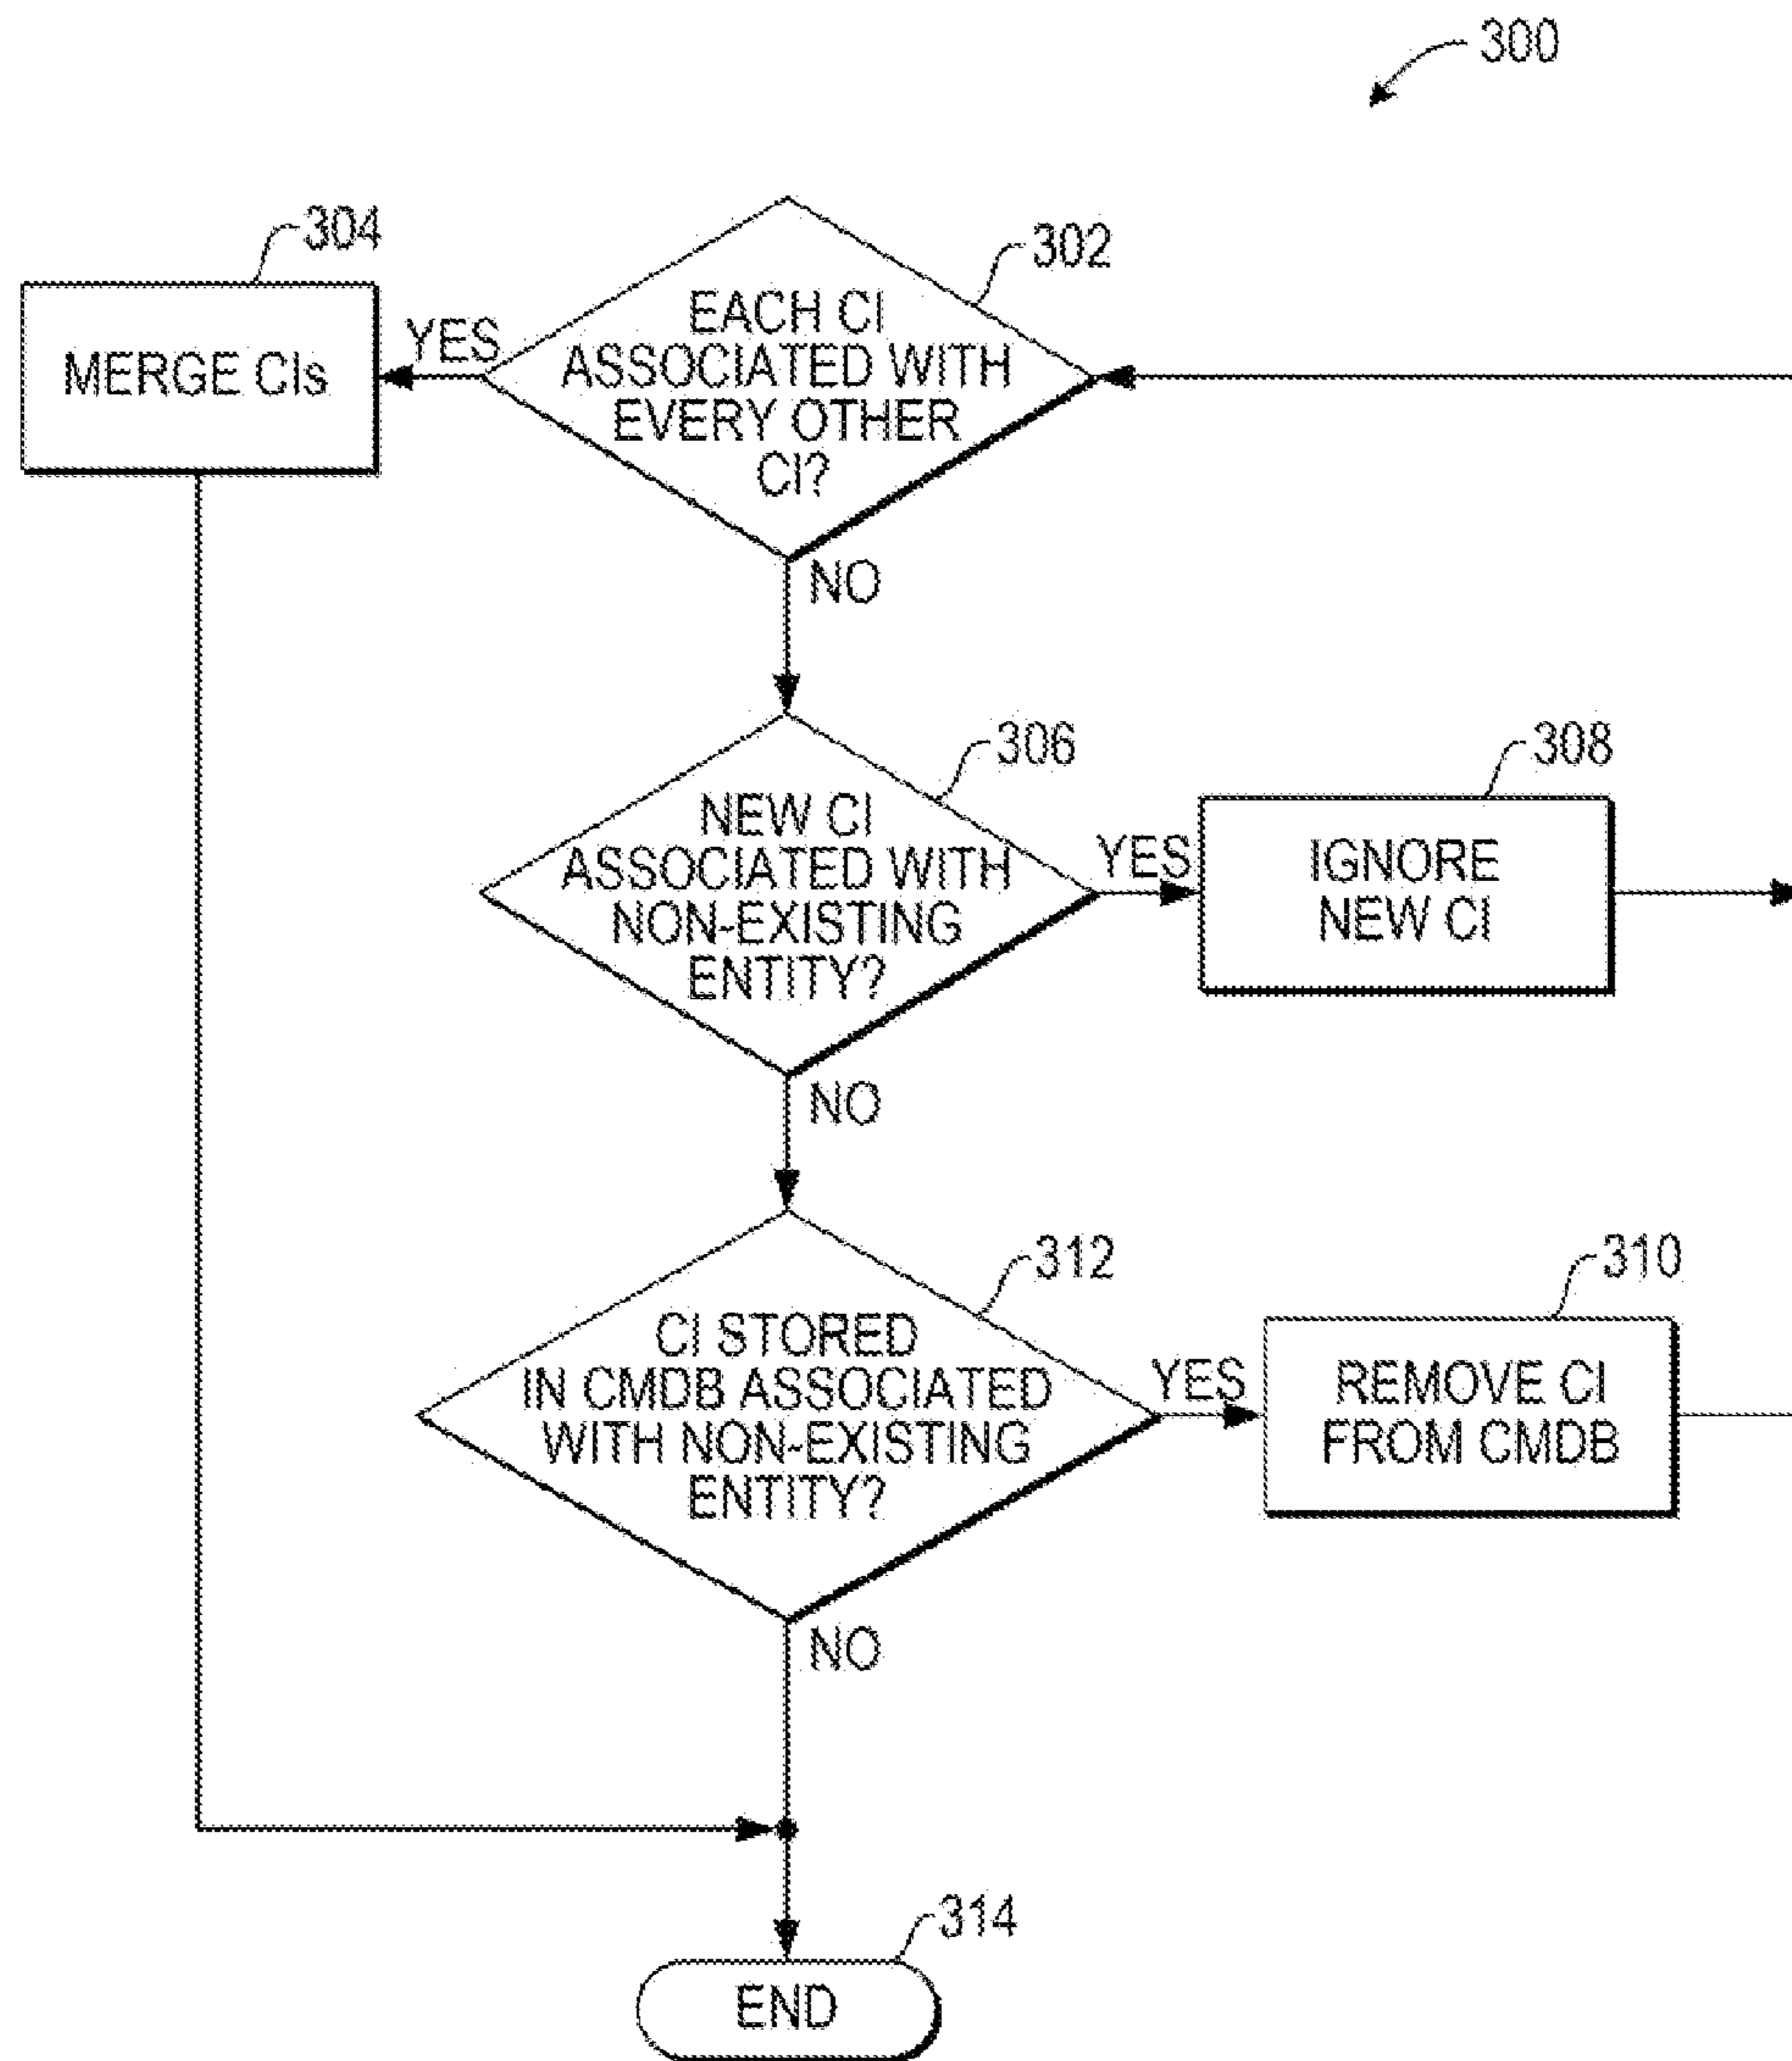 300
304
302
MERGE CIs
YES
EACH CI
ASSOCIATED WITH
EVERY OTHER
CI?
NO
306
308
NEW CI
ASSOCIATED WITH
NON-EXISTING
ENTITY?
YES
IGNORE
NEW CI
NO
312
310
CI STORED
IN CMDB ASSOCIATED
WITH NON-EXISTING
ENTITY?
YES
REMOVE CI
FROM CMDB
NO
314
END